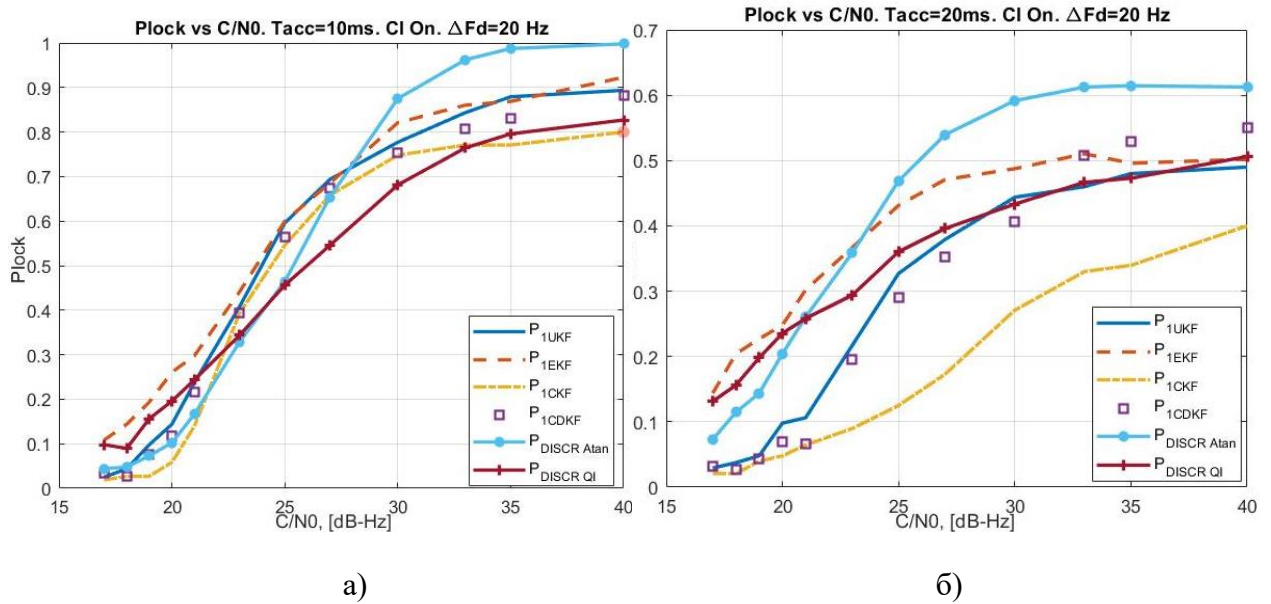 Plock vs C/N0. Tacc=10ms. CI On. △Fd=20 Hz
1
0.9
0.8
0.7
0.6
0.5
0.4
0.3
0.2
0.1
0
Plock
15
20
25
30
35
40
C/N0, [dB-Hz]
P1UKF
P1EKF
P1CKF
P1CDKF
PDISCR Atan
PDISCR QI
а)
Plock vs C/N0. Tacc=20ms. CI On. △Fd=20 Hz
0.7
0.6
0.5
0.4
0.3
0.2
0.1
0
15
20
25
30
35
40
C/N0, [dB-Hz]
P1UKF
P1EKF
P1CKF
P1CDKF
PDISCR Atan
PDISCR QI
б)